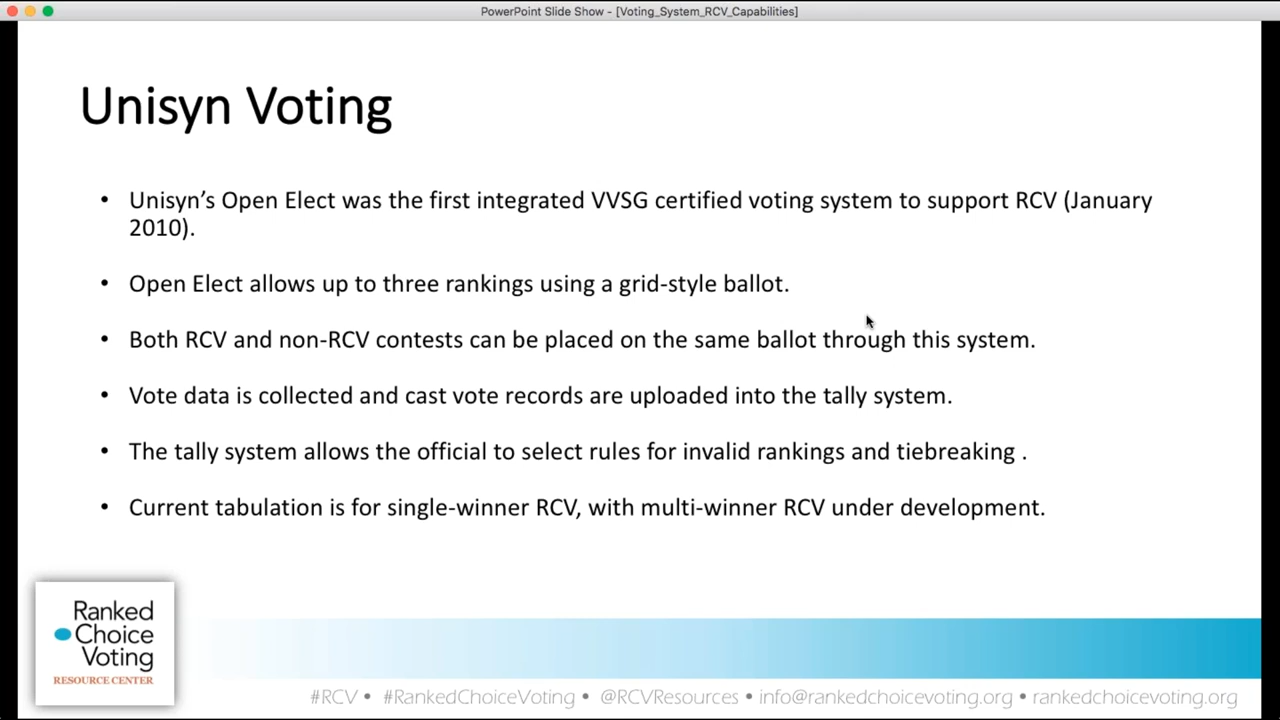 PowerPoint Slide Show - [Voting_System_RCV_Capabilities]
Unisyn Voting
• Unisyn’s Open Elect was the first integrated VVSG certified voting system to support RCV (January
2010).
• Open Elect allows up to three rankings using a grid-style ballot.
• Both RCV and non-RCV contests can be placed on the same ballot through this system.
• Vote data is collected and cast vote records are uploaded into the tally system.
• The tally system allows the official to select rules for invalid rankings and tiebreaking .
• Current tabulation is for single-winner RCV, with multi-winner RCV under development.
Ranked
Choice
Voting
RESOURCE CENTER
#RCV • #RankedChoiceVoting • @RCVResources • info@rankedchoicevoting.org • rankedchoicevoting.org